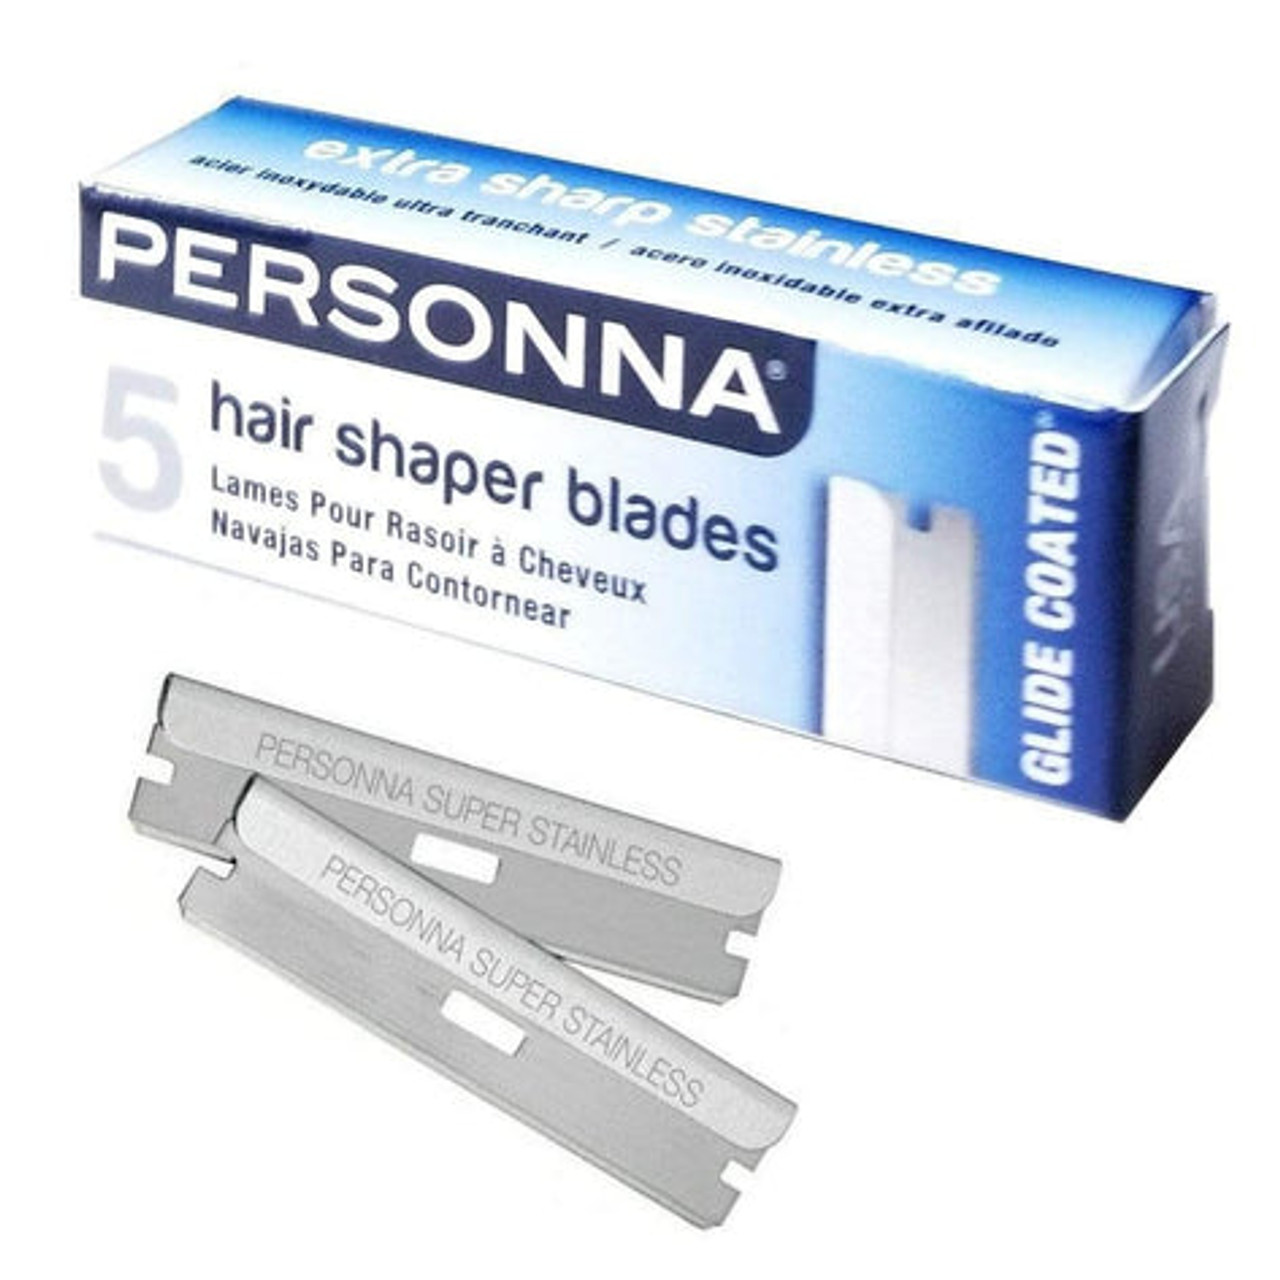 extra sharp stainless
acier inoxydable ultra tranchant / acero inoxidable extra afilado
PERSONNA®
5
hair shaper blades
Lames Pour Rasoir à Cheveux
Navajas Para Contornear
GLIDE COATED
USA
PERSONNA SUPER STAINLESS
PERSONNA SUPER STAINLESS